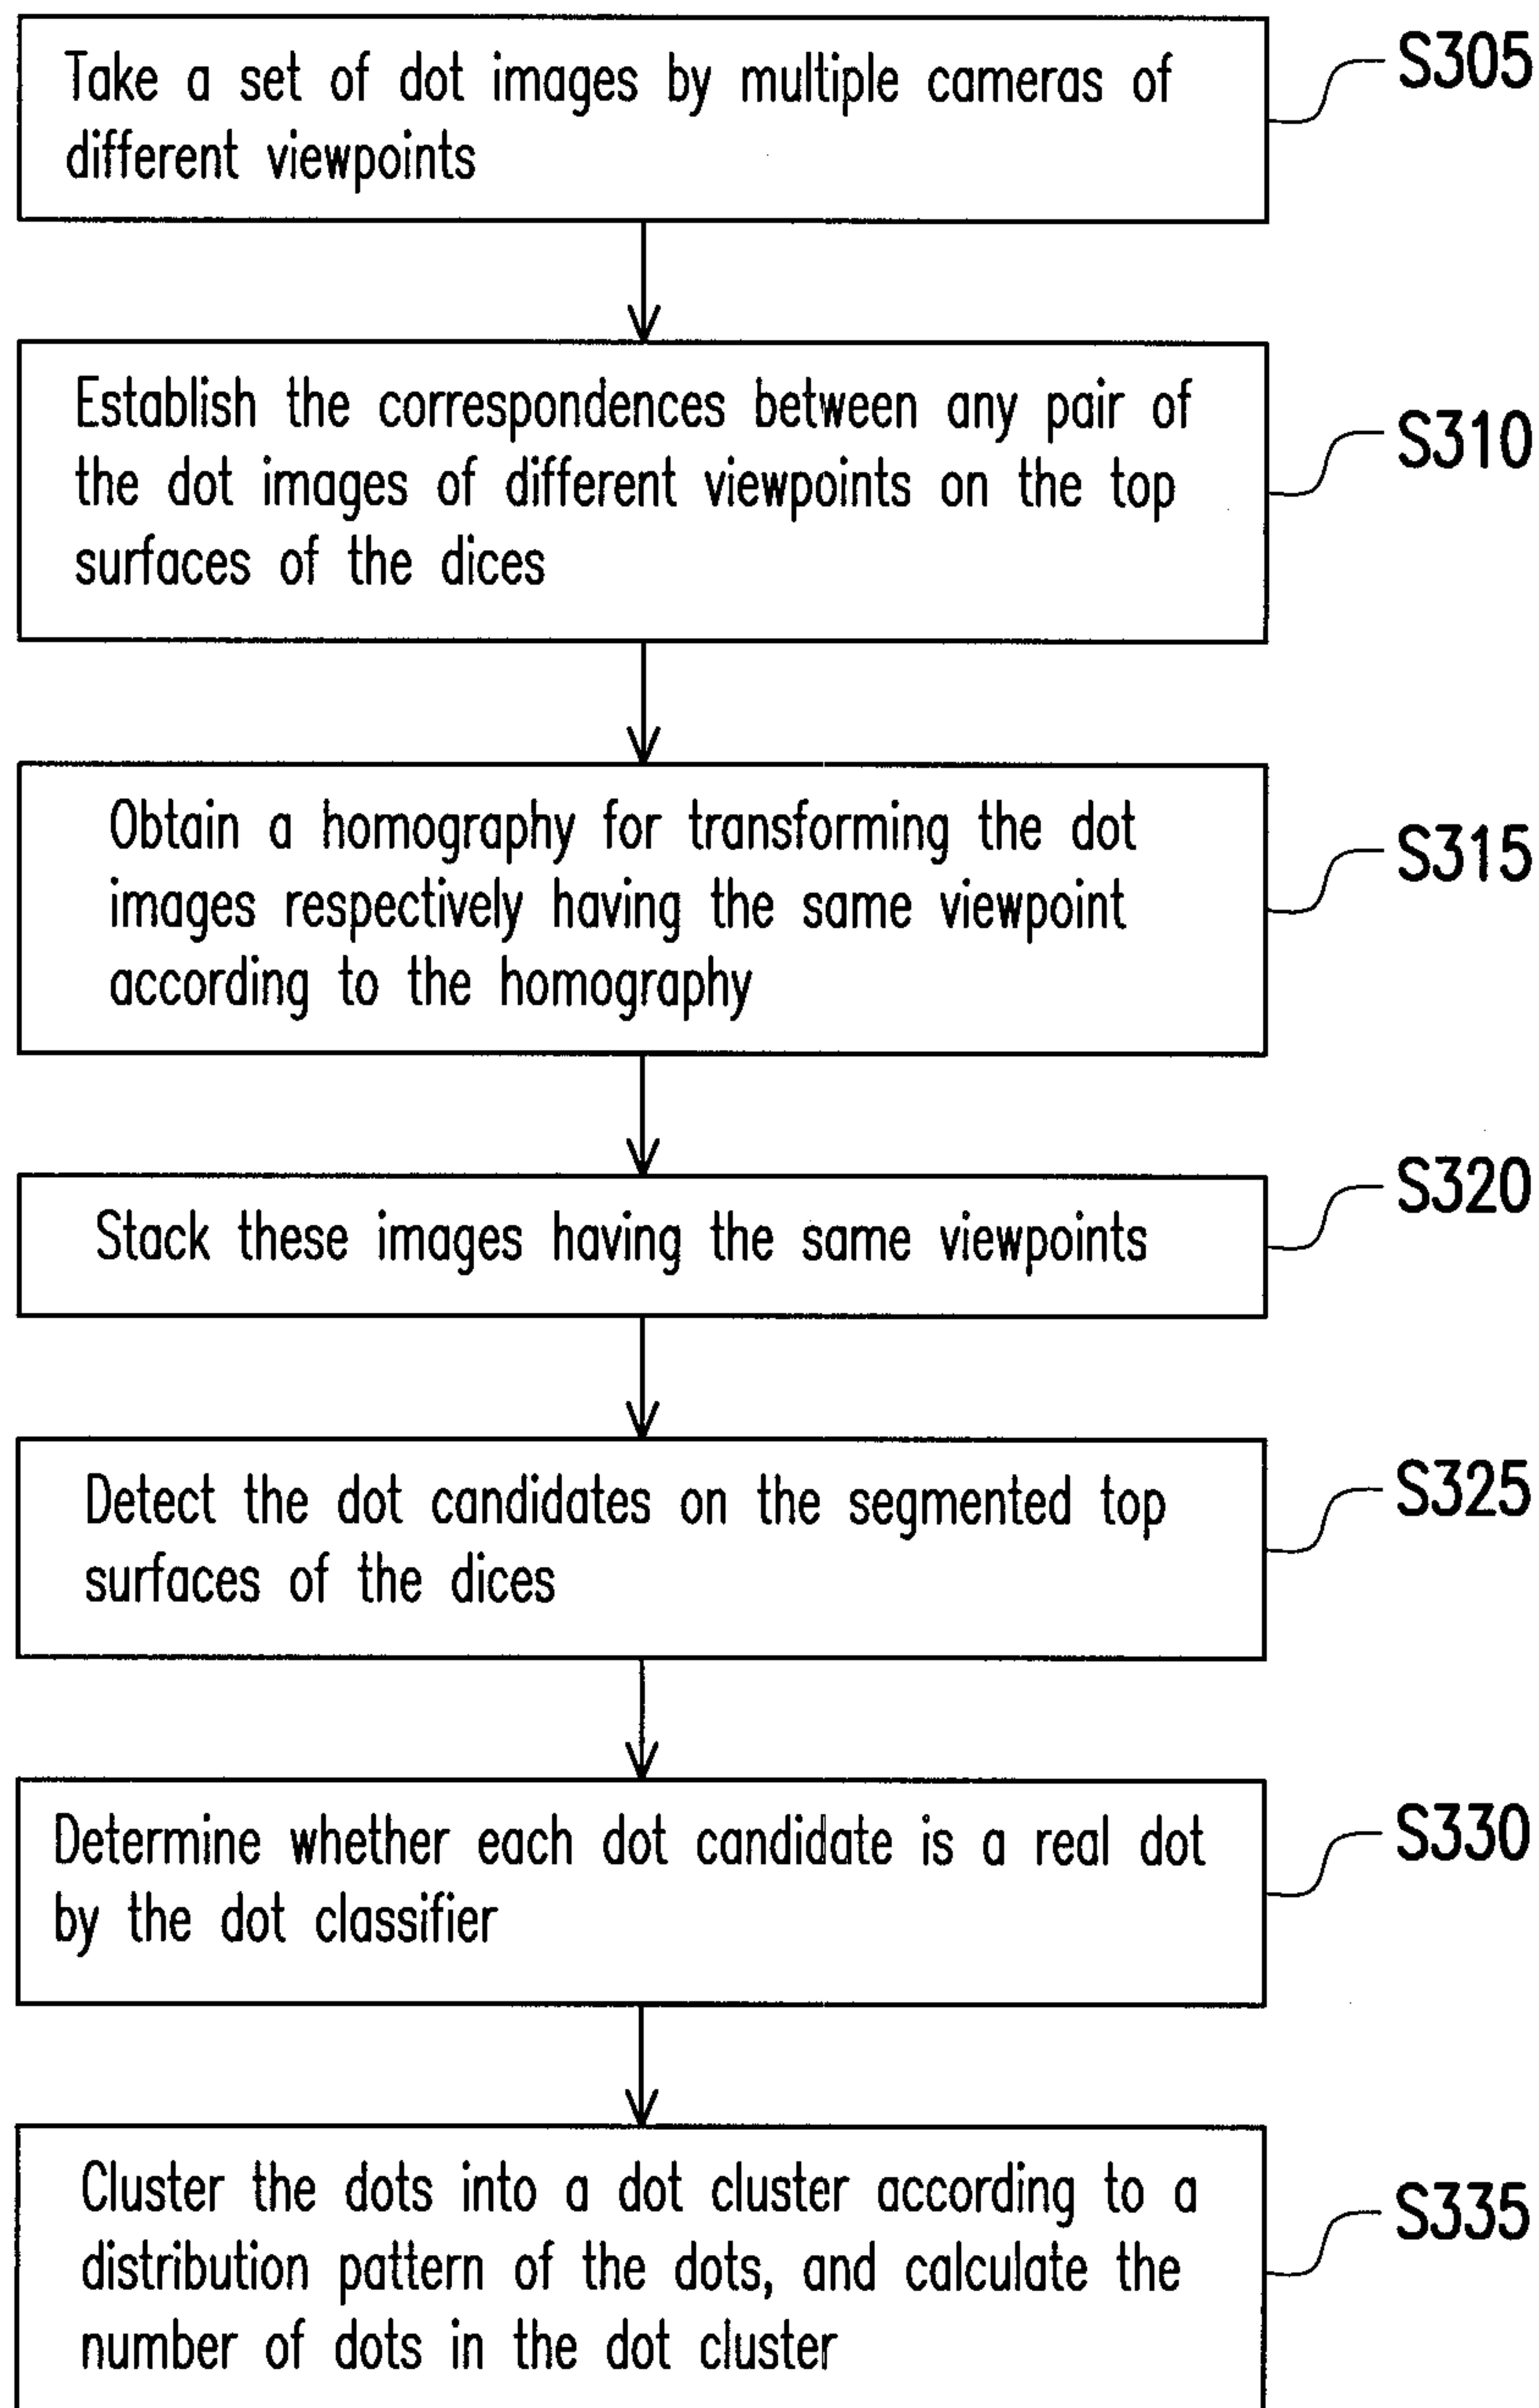 Take a set of dot images by multiple cameras of
different viewpoints
S305
Establish the correspondences between any pair of
the dot images of different viewpoints on the top
surfaces of the dices
S310
Obtain a homography for transforming the dot
images respectively having the same viewpoint
according to the homography
S315
Stack these images having the same viewpoints
S320
Detect the dot candidates on the segmented top
surfaces of the dices
S325
Determine whether each dot candidate is a real dot
by the dot classifier
S330
Cluster the dots into a dot cluster according to a
distribution pattern of the dots, and calculate the
number of dots in the dot cluster
S335